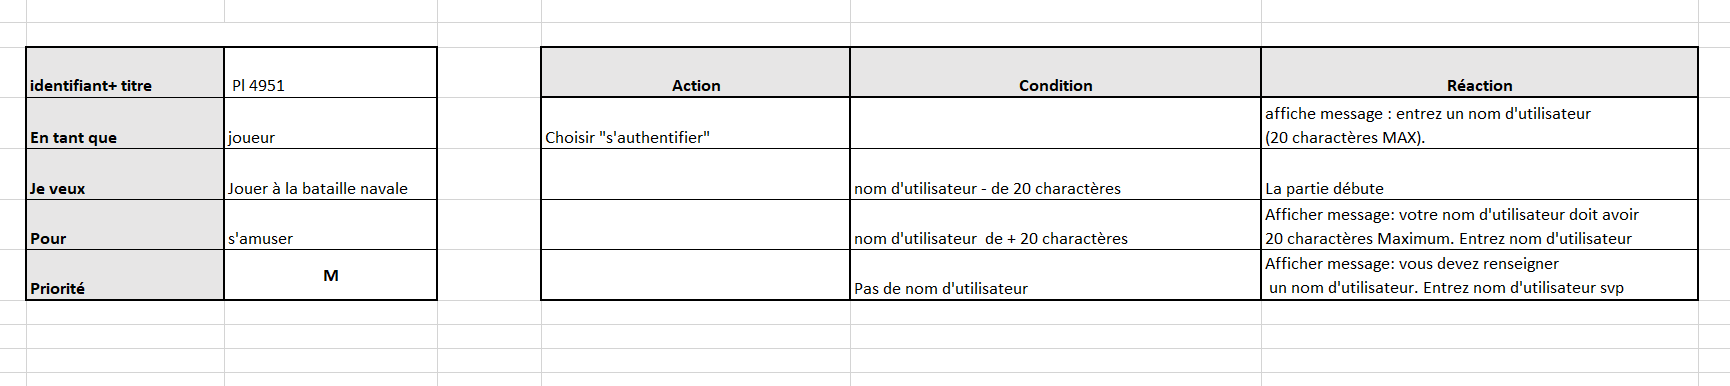 identifiant+ titre
Pl 4951
En tant que
joueur
Je veux
Jouer à la bataille navale
Pour
s'amuser
Priorité
M
Action
Condition
Réaction
Choisir "s'authentifier"
affiche message : entrez un nom d'utilisateur
(20 charactères MAX).
nom d'utilisateur - de 20 charactères
La partie débute
nom d'utilisateur  de + 20 charactères
Afficher message: votre nom d'utilisateur doit avoir
20 charactères Maximum. Entrez nom d'utilisateur
Pas de nom d'utilisateur
Afficher message: vous devez renseigner
un nom d'utilisateur. Entrez nom d'utilisateur svp